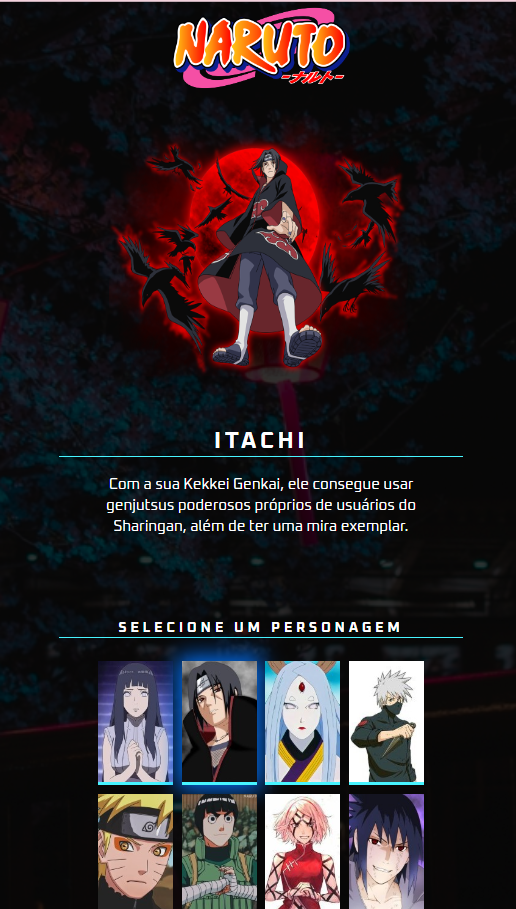 NARUTO
-ナルト-
ITACHI
Com a sua Kekkei Genkai, ele consegue usar
genjutsus poderosos próprios de usuários do
Sharingan, além de ter uma mira exemplar.
SELECIONE UM PERSONAGEM